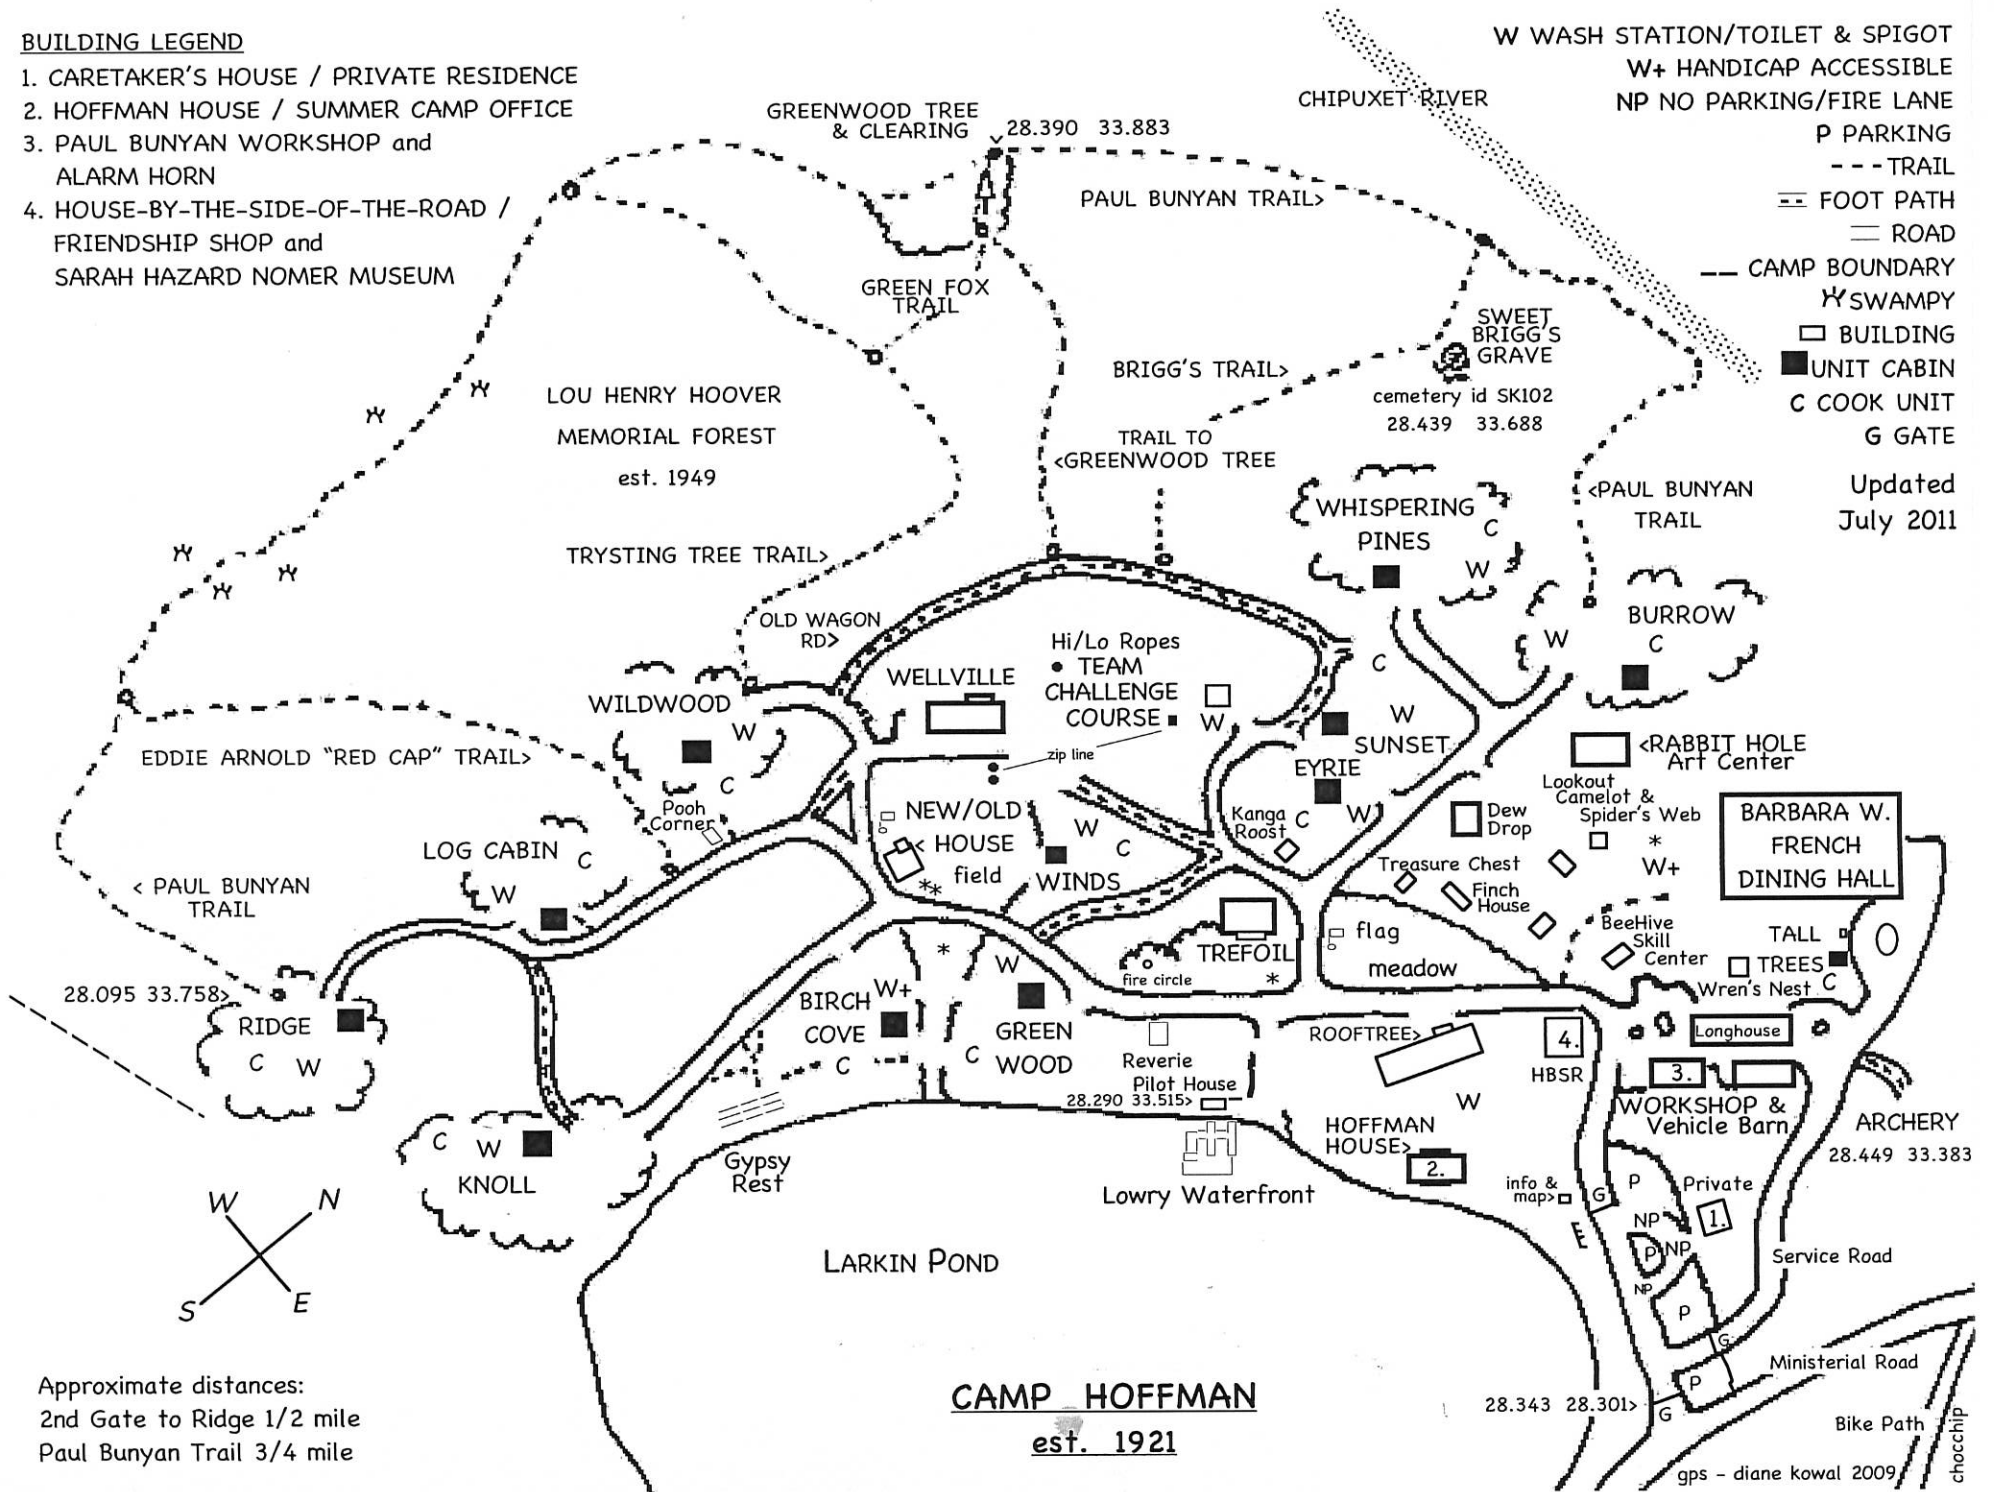 BUILDING LEGEND
1. CARETAKER'S HOUSE / PRIVATE RESIDENCE
2. HOFFMAN HOUSE / SUMMER CAMP OFFICE
3. PAUL BUNYAN WORKSHOP and
ALARM HORN
4. HOUSE-BY-THE-SIDE-OF-THE-ROAD /
FRIENDSHIP SHOP and
SARAH HAZARD NOMER MUSEUM
W WASH STATION/TOILET & SPIGOT
W+ HANDICAP ACCESSIBLE
NP NO PARKING/FIRE LANE
P PARKING
TRAIL
FOOT PATH
ROAD
CAMP BOUNDARY
SWAMPY
BUILDING
UNIT CABIN
C COOK UNIT
G GATE
Updated
July 2011
CHIPUXET RIVER
GREENWOOD TREE
& CLEARING
28.390 33.883
PAUL BUNYAN TRAIL>
GREEN FOX
TRAIL
SWEET
BRIGG'S
GRAVE
BRIGG'S TRAIL>
cemetery id SK102
28.439 33.688
LOU HENRY HOOVER
MEMORIAL FOREST
est. 1949
TRAIL TO
<GREENWOOD TREE
<PAUL BUNYAN
TRAIL
WHISPERING
PINES
C
W
TRYSTING TREE TRAIL>
OLD WAGON
RD>
BURROW
W
C
Hi/Lo Ropes
TEAM
CHALLENGE
COURSE
W
zip line
WELLVILLE
WILDWOOD
W
C
C
W
SUNSET
EYRIE
C
W
<RABBIT HOLE
Art Center
EDDIE ARNOLD "RED CAP" TRAIL>
Pooh
Corner
NEW/OLD
< HOUSE
field
**
W
C
WINDS
Kanga
Roost
Dew
Drop
Lookout
Camelot &
Spider's Web
*
W+
BARBARA W.
FRENCH
DINING HALL
LOG CABIN
C
W
Treasure Chest
Finch
House
< PAUL BUNYAN
TRAIL
BeeHive
Skill
Center
TALL
TREES
C
Wren's Nest
TREFOIL
*
fire circle
flag
meadow
28.095 33.758>
RIDGE
C
W
BIRCH
COVE
W+
C
*
W
GREEN
WOOD
C
Reverie
Pilot House
28.290 33.515>
ROOFTREE>
4.
HBSR
Longhouse
3.
WORKSHOP &
Vehicle Barn
ARCHERY
28.449 33.383
W
HOFFMAN
HOUSE>
2.
C
W
KNOLL
Gypsy
Rest
Lowry Waterfront
info &
map>
G
P
Private
1.
NP
P
NP
NP
P
G
Service Road
W
N
S
E
LARKIN POND
Approximate distances:
2nd Gate to Ridge 1/2 mile
Paul Bunyan Trail 3/4 mile
CAMP HOFFMAN
est. 1921
28.343 28.301>
P
G
Ministerial Road
Bike Path
gps - diane kowal 2009
chocchip